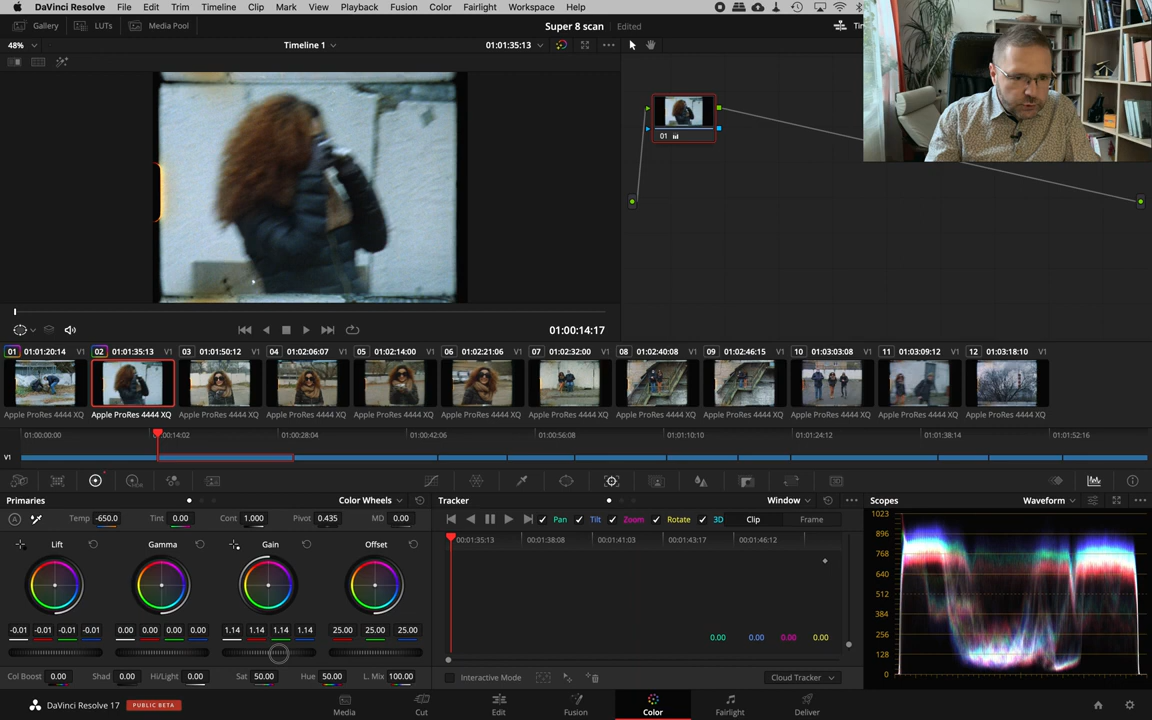 DaVinci Resolve File Edit Trim Timeline Clip Mark View Playback Fusion Color Fairlight Workspace Help
Gallery LUTs Media Pool Super 8 scan Edited
48% Timeline 1 01:01:35:13
01
01:00:14:17
01 01:01:20:14 V1 02 01:01:35:13 V1 03 01:01:50:12 V1 04 01:02:06:07 V1 05 01:02:14:00 V1 06 01:02:21:06 V1 07 01:02:32:00 V1 08 01:02:40:08 V1 09 01:02:46:15 V1 10 01:03:03:08 V1 11 01:03:09:12 V1 12 01:03:18:10 V1
Apple ProRes 4444 XQ Apple ProRes 4444 XQ Apple ProRes 4444 XQ Apple ProRes 4444 XQ Apple ProRes 4444 XQ Apple ProRes 4444 XQ Apple ProRes 4444 XQ Apple ProRes 4444 XQ Apple ProRes 4444 XQ Apple ProRes 4444 XQ Apple ProRes 4444 XQ Apple ProRes 4444 XQ
01:00:00:00 01:00:28:04 01:00:42:06 01:00:56:08 01:01:10:10 01:01:24:12 01:01:38:14 01:01:52:16
V1
Primaries Color Wheels Tracker Window Scopes Waveform
Temp -650.0 Tint 0.00 Cont 1.000 Pivot 0.435 MD 0.00 Pan Tilt Zoom Rotate 3D Clip Frame
1023
Lift Gamma Gain Offset 00:01:35:13 00:01:38:08 00:01:41:03 00:01:43:17 00:01:46:12
896
768
640
512
384
-0.01 -0.01 -0.01 -0.01 0.00 0.00 0.00 0.00 1.14 1.14 1.14 1.14 25.00 25.00 25.00 0.00 0.00 0.00 0.00
256
128
0
Col Boost 0.00 Shad 0.00 Hi/Light 0.00 Sat 50.00 Hue 50.00 L. Mix 100.00 Interactive Mode Cloud Tracker
DaVinci Resolve 17 PUBLIC BETA Media Cut Edit Fusion Color Fairlight Deliver